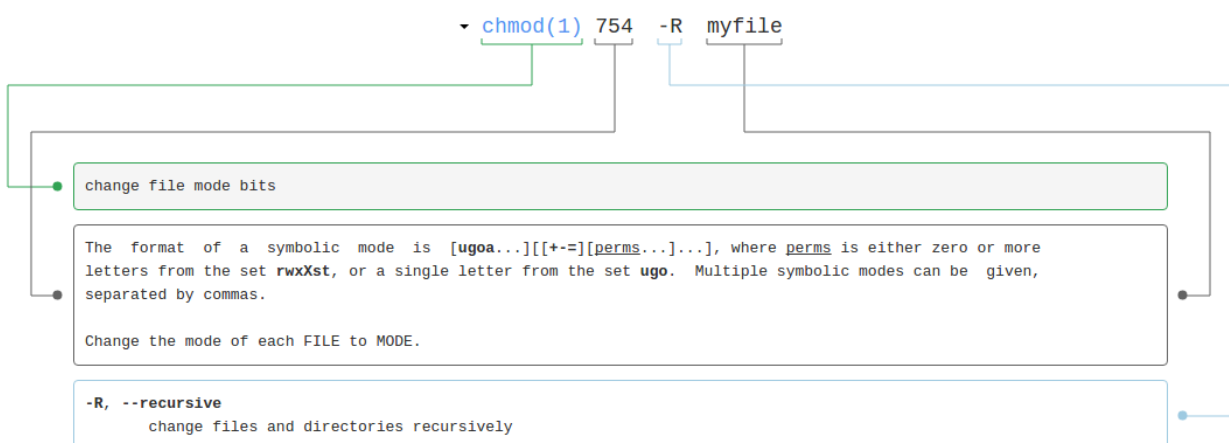 chmod(1) 754 -R myfile
change file mode bits
The format of a symbolic mode is [ugoa...][[+-=][perms...]...], where perms is either zero or more
letters from the set rwxXst, or a single letter from the set ugo. Multiple symbolic modes can be given,
separated by commas.
Change the mode of each FILE to MODE.
-R, --recursive
change files and directories recursively